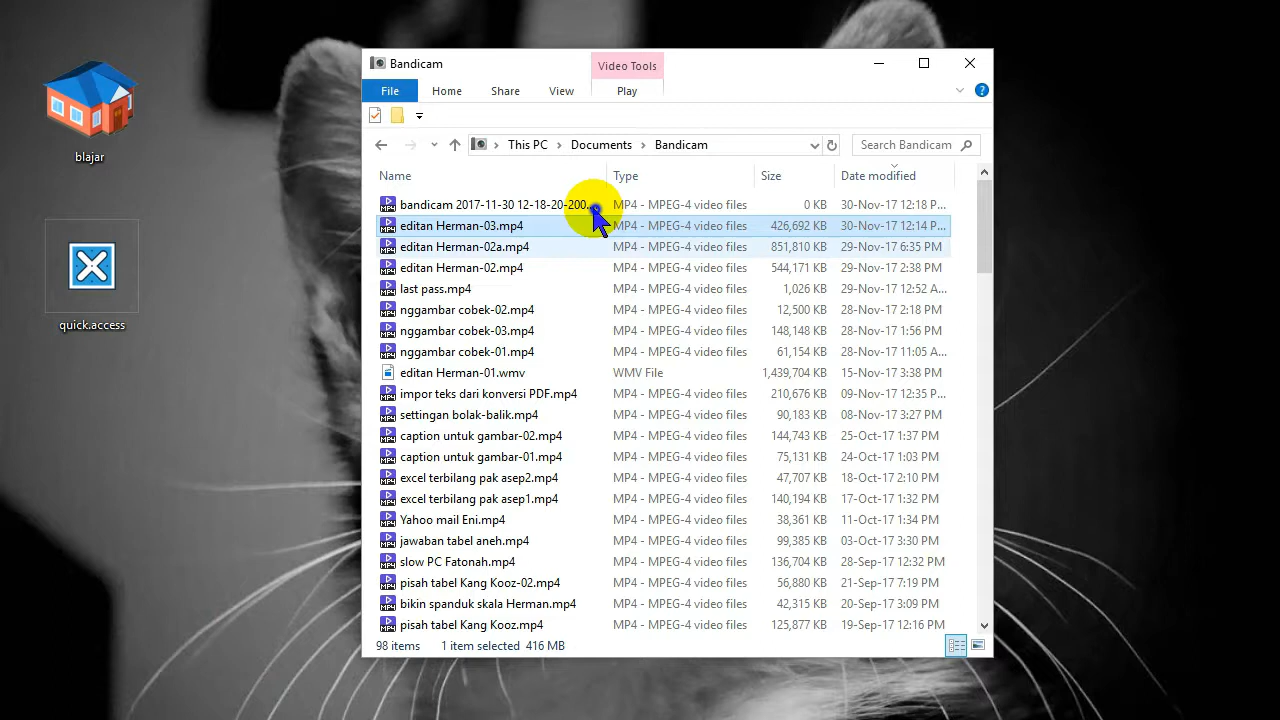 blajar
quick.access
Bandicam
Video Tools
File Home Share View Play
This PC Documents Bandicam Search Bandicam
Name Type Size Date modified
bandicam 2017-11-30 12-18-20-200... MP4 - MPEG-4 video files 0 KB 30-Nov-17 12:18 P...
editan Herman-03.mp4 MP4 - MPEG-4 video files 426,692 KB 30-Nov-17 12:14 P...
editan Herman-02a.mp4 MP4 - MPEG-4 video files 851,810 KB 29-Nov-17 6:35 PM
editan Herman-02.mp4 MP4 - MPEG-4 video files 544,171 KB 29-Nov-17 2:38 PM
last pass.mp4 MP4 - MPEG-4 video files 1,026 KB 29-Nov-17 12:52 A...
nggambar cobek-02.mp4 MP4 - MPEG-4 video files 12,500 KB 28-Nov-17 2:18 PM
nggambar cobek-03.mp4 MP4 - MPEG-4 video files 148,148 KB 28-Nov-17 1:56 PM
nggambar cobek-01.mp4 MP4 - MPEG-4 video files 61,154 KB 28-Nov-17 11:05 A...
editan Herman-01.wmv WMV File 1,439,704 KB 15-Nov-17 3:38 PM
impor teks dari konversi PDF.mp4 MP4 - MPEG-4 video files 210,676 KB 09-Nov-17 12:35 P...
settingan bolak-balik.mp4 MP4 - MPEG-4 video files 90,183 KB 08-Nov-17 3:27 PM
caption untuk gambar-02.mp4 MP4 - MPEG-4 video files 144,743 KB 25-Oct-17 1:37 PM
caption untuk gambar-01.mp4 MP4 - MPEG-4 video files 75,131 KB 24-Oct-17 1:03 PM
excel terbilang pak asep2.mp4 MP4 - MPEG-4 video files 47,707 KB 18-Oct-17 2:10 PM
excel terbilang pak asep1.mp4 MP4 - MPEG-4 video files 140,194 KB 17-Oct-17 1:32 PM
Yahoo mail Eni.mp4 MP4 - MPEG-4 video files 38,361 KB 11-Oct-17 1:34 PM
jawaban tabel aneh.mp4 MP4 - MPEG-4 video files 99,385 KB 03-Oct-17 3:30 PM
slow PC Fatonah.mp4 MP4 - MPEG-4 video files 136,704 KB 28-Sep-17 12:32 PM
pisah tabel Kang Kooz-02.mp4 MP4 - MPEG-4 video files 56,880 KB 21-Sep-17 7:19 PM
bikin spanduk skala Herman.mp4 MP4 - MPEG-4 video files 42,315 KB 20-Sep-17 3:09 PM
pisah tabel Kang Kooz.mp4 MP4 - MPEG-4 video files 125,877 KB 19-Sep-17 12:16 PM
98 items 1 item selected 416 MB